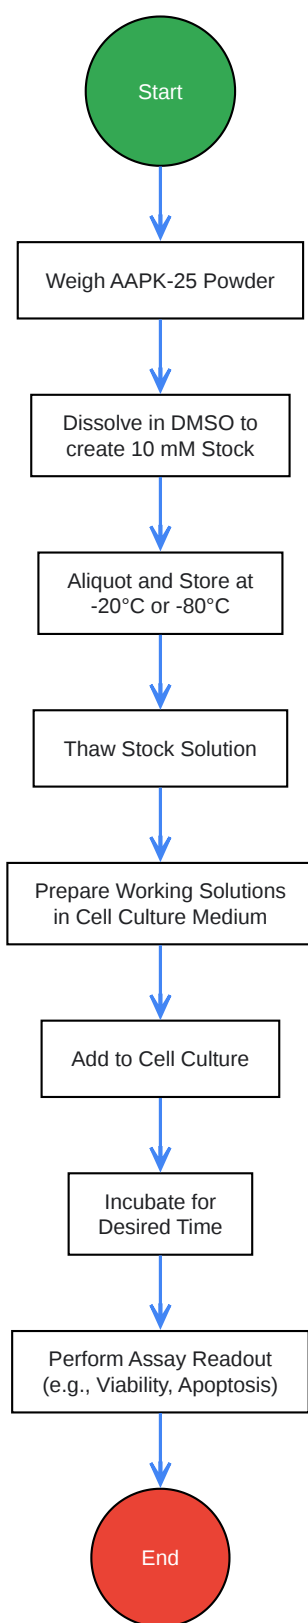 Start
Weigh AAPK-25 Powder
Dissolve in DMSO to
create 10 mM Stock
Aliquot and Store at
-20°C or -80°C
Thaw Stock Solution
Prepare Working Solutions
in Cell Culture Medium
Add to Cell Culture
Incubate for
Desired Time
Perform Assay Readout
(e.g., Viability, Apoptosis)
End